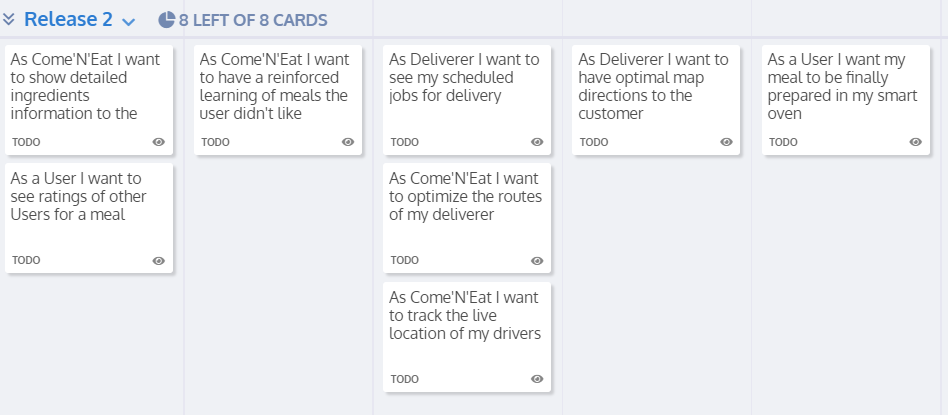 Release 2
8 LEFT OF 8 CARDS
As Come'N'Eat I want
to show detailed
ingredients
information to the
TODO
As a User I want to
see ratings of other
Users for a meal
TODO
As Come'N'Eat I want
to have a reinforced
learning of meals the
user didn't like
TODO
As Deliverer I want to
see my scheduled
jobs for delivery
TODO
As Come'N'Eat I want
to optimize the routes
of my deliverer
TODO
As Come'N'Eat I want
to track the live
location of my drivers
TODO
As Deliverer I want to
have optimal map
directions to the
customer
TODO
As a User I want my
meal to be finally
prepared in my smart
oven
TODO